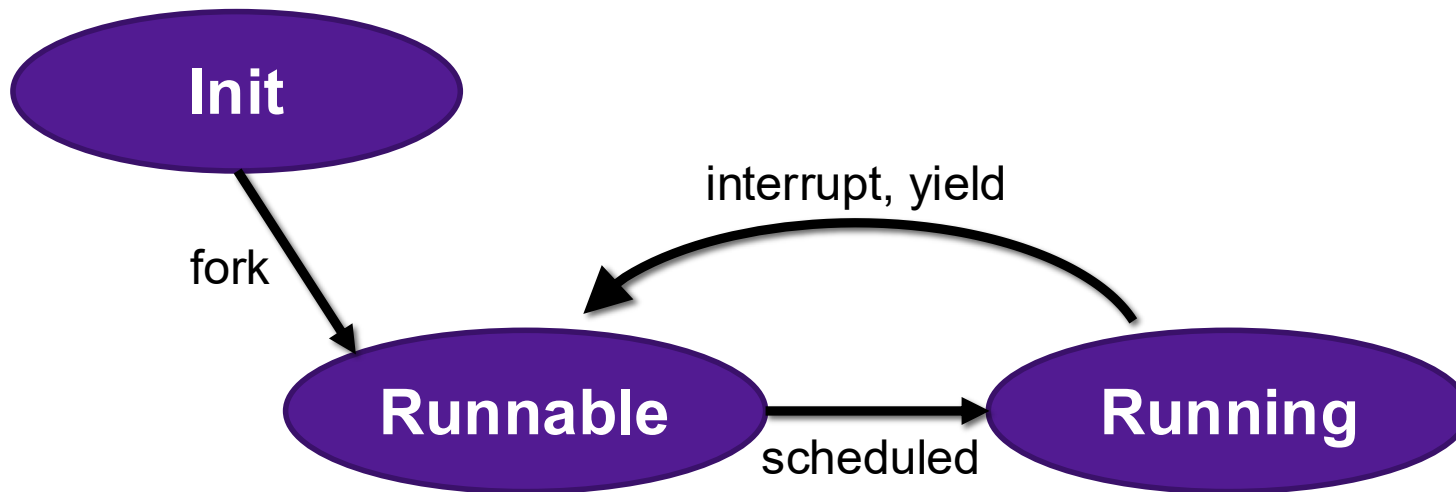 Init
interrupt, yield
fork
Runnable
Running
scheduled